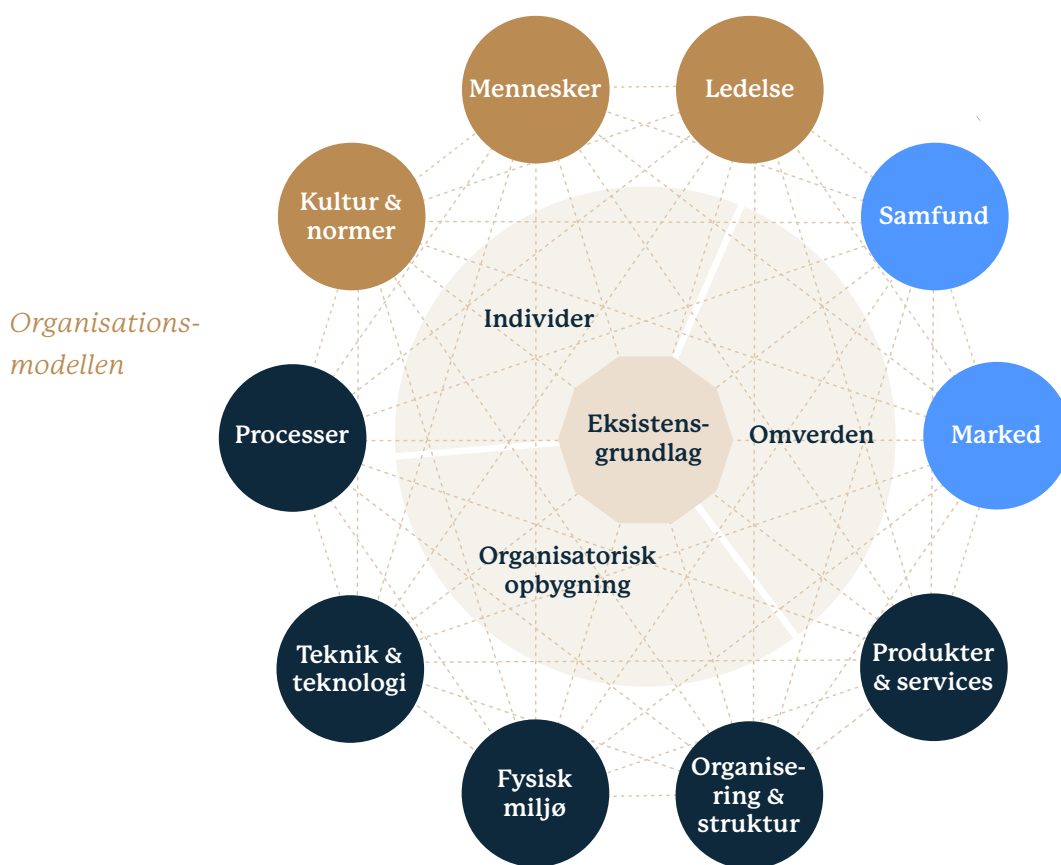 Mennesker
Ledelse
Kultur &
normer
Samfund
Organisations-
modellen
Individer
Processer
Eksistens-
grundlag
Omverden
Marked
Organisatorisk
opbygning
Teknik &
teknologi
Produkter
& services
Fysisk
miljø
Organise-
ring &
struktur